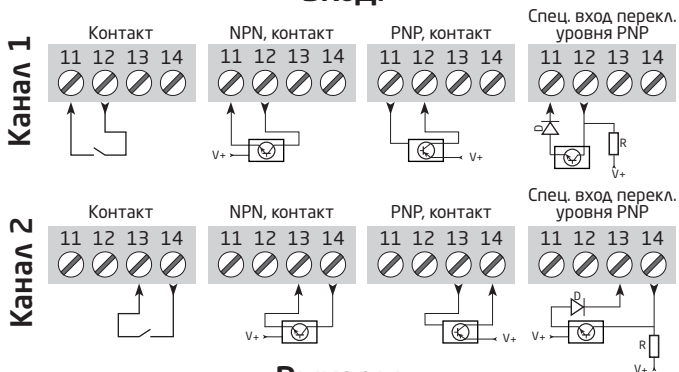 Контакт NPN, контакт PNP, контакт Спец. вход перекл. уровня PNP
Канал 1
11 12 13 14 11 12 13 14 11 12 13 14 11 12 13 14
V+ V+ D R V+
Контакт NPN, контакт PNP, контакт Спец. вход перекл. уровня PNP
Канал 2
11 12 13 14 11 12 13 14 11 12 13 14 11 12 13 14
V+ V+ D V+ R V+